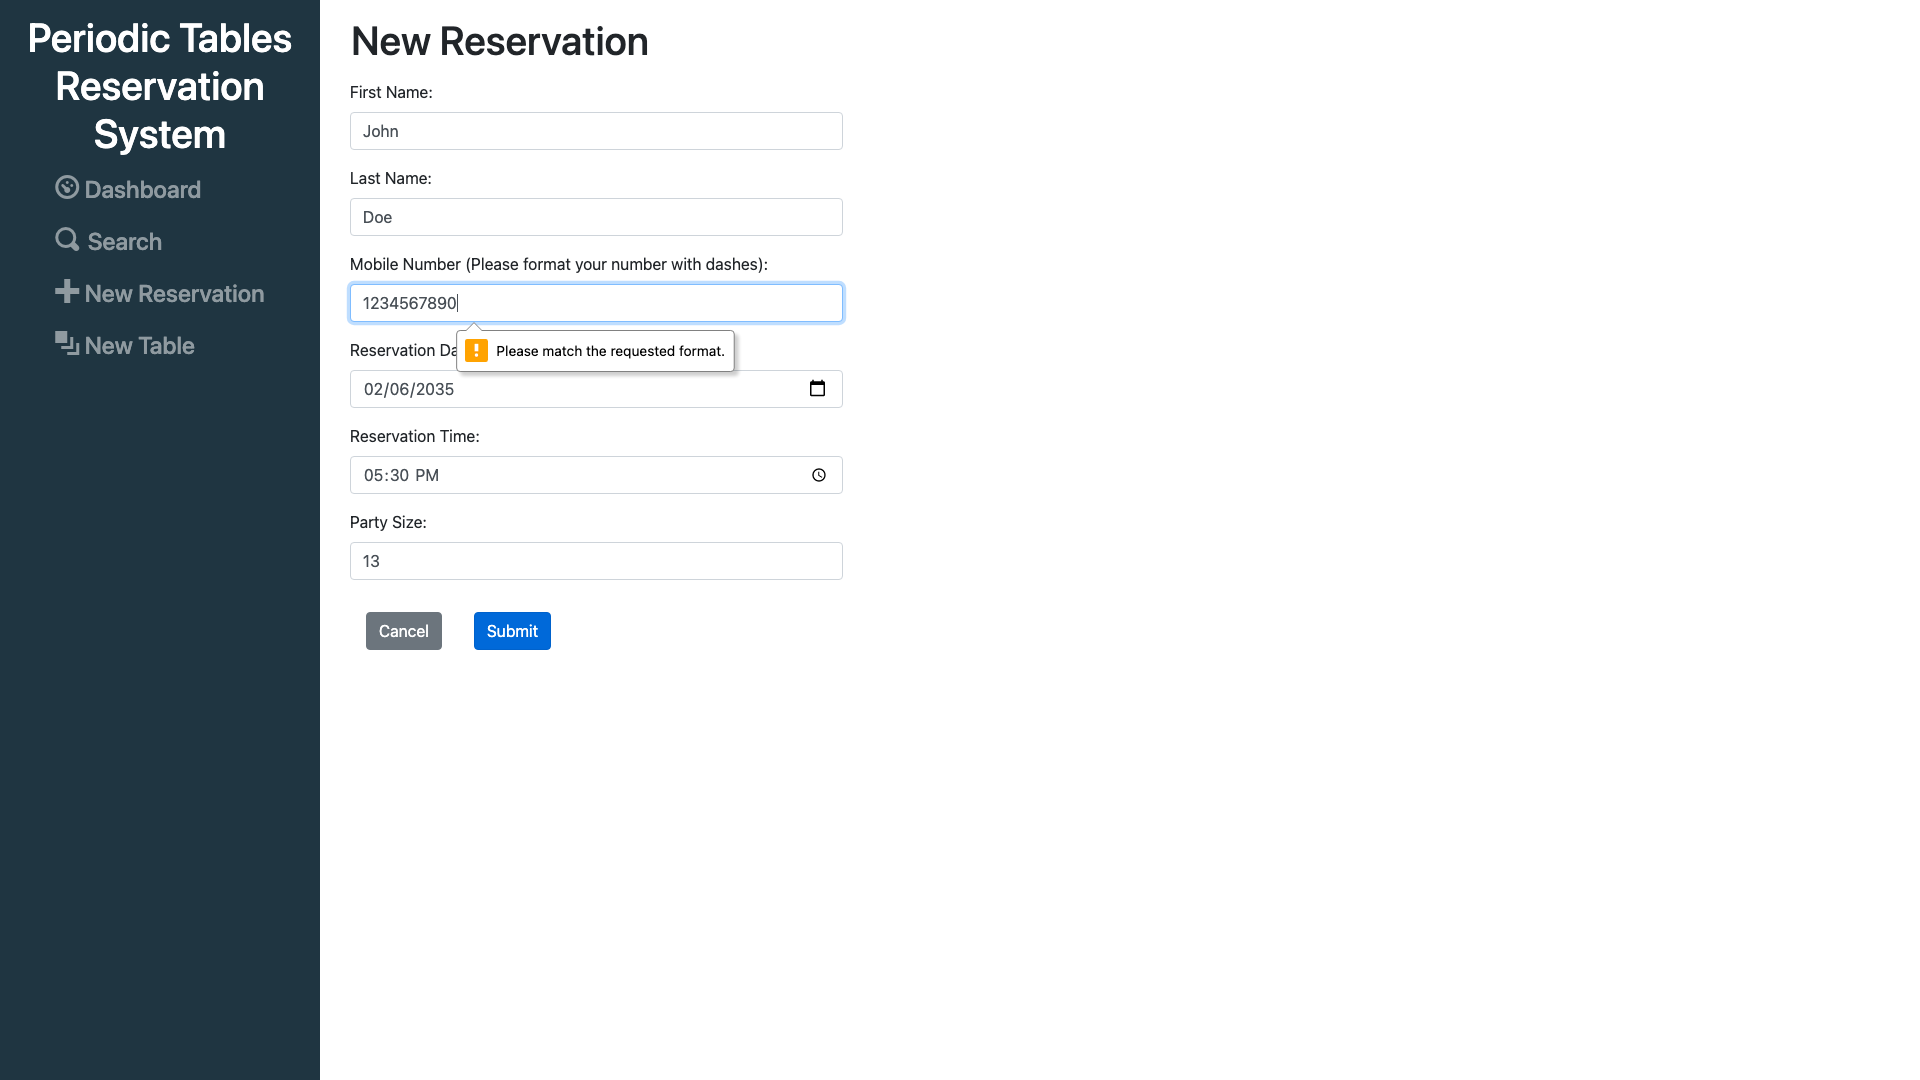 Periodic Tables
Reservation
System
Dashboard
Search
New Reservation
New Table
New Reservation
First Name:
John
Last Name:
Doe
Mobile Number (Please format your number with dashes):
1234567890
Reservation Da
Please match the requested format.
02/06/2035
Reservation Time:
05:30 PM
Party Size:
13
Cancel
Submit